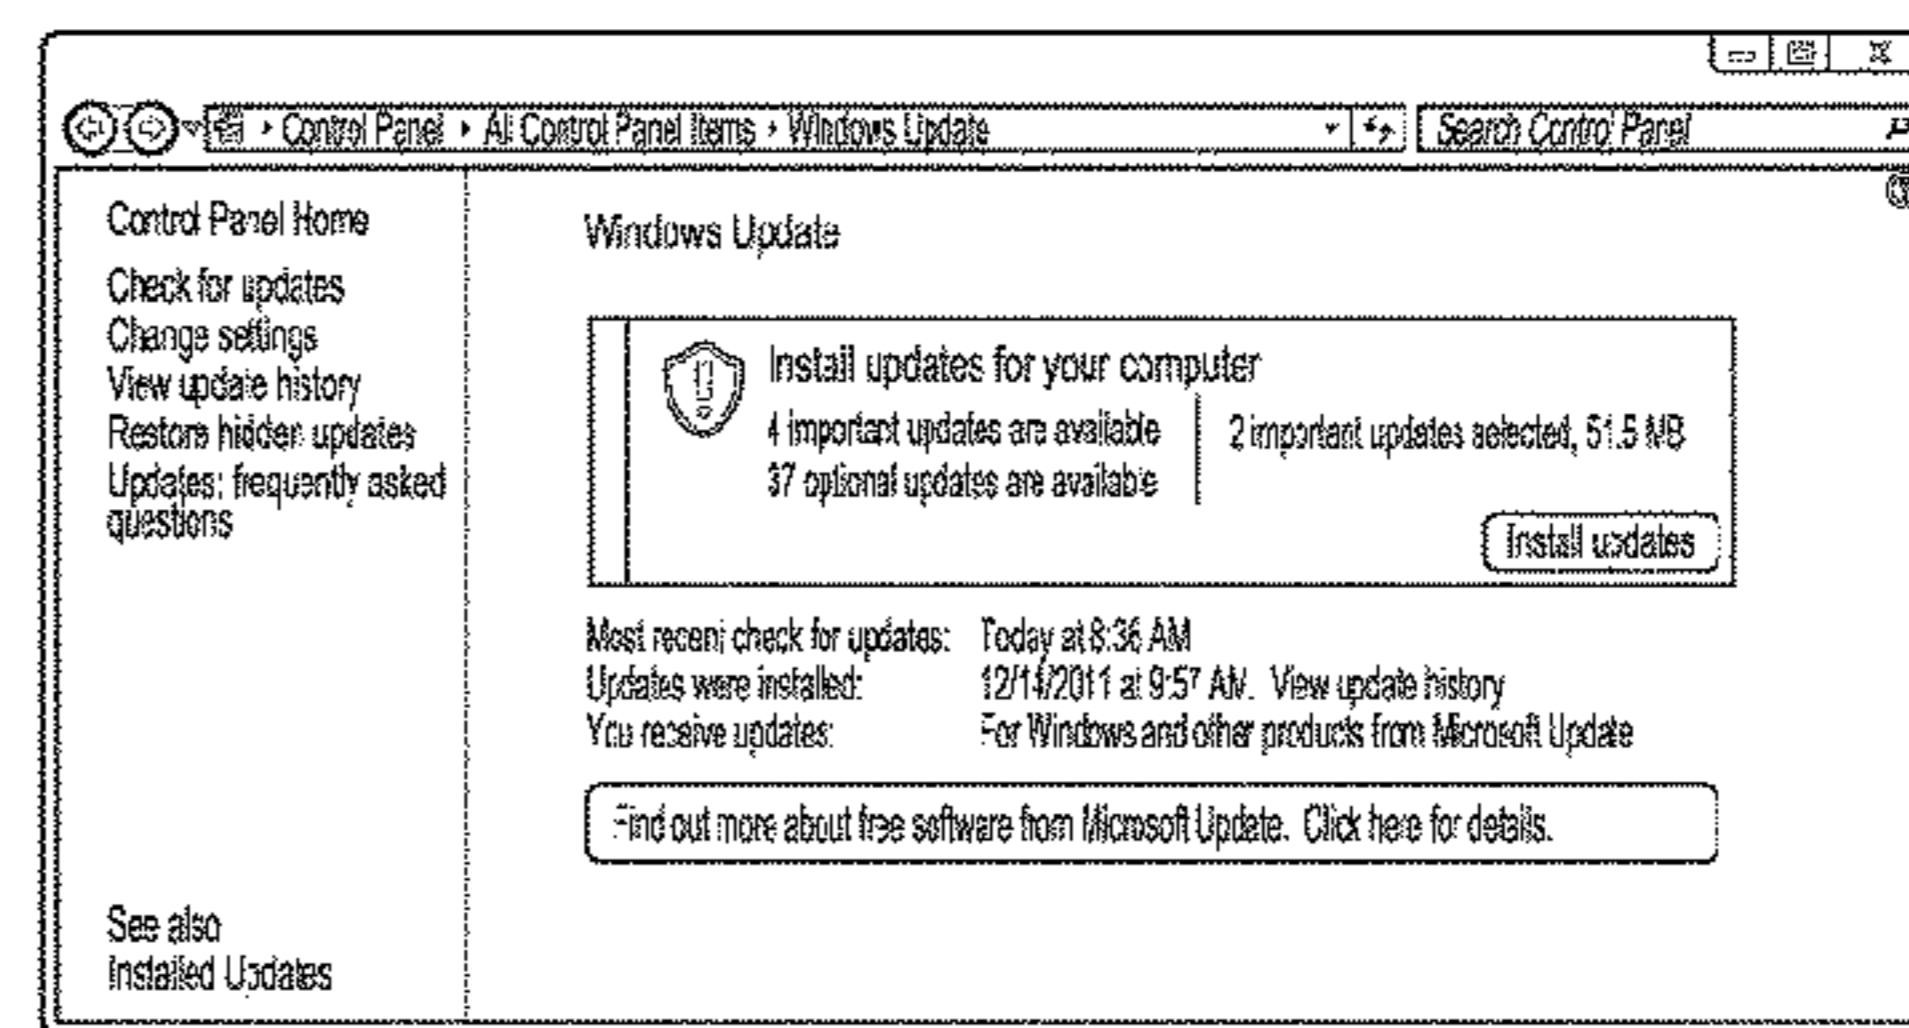 Control Panel ▸ All Control Panel Items ▸ Windows Update
Search Control Panel
Control Panel Home
Check for updates
Change settings
View update history
Restore hidden updates
Updates: frequently asked
questions
See also
Installed Updates
Windows Update
Install updates for your computer
4 important updates are available
37 optional updates are available
2 important updates selected, 51.5 MB
Install updates
Most recent check for updates: Today at 8:36 AM
Updates were installed: 12/14/2011 at 9:57 AM. View update history
You receive updates: For Windows and other products from Microsoft Update
Find out more about free software from Microsoft Update. Click here for details.